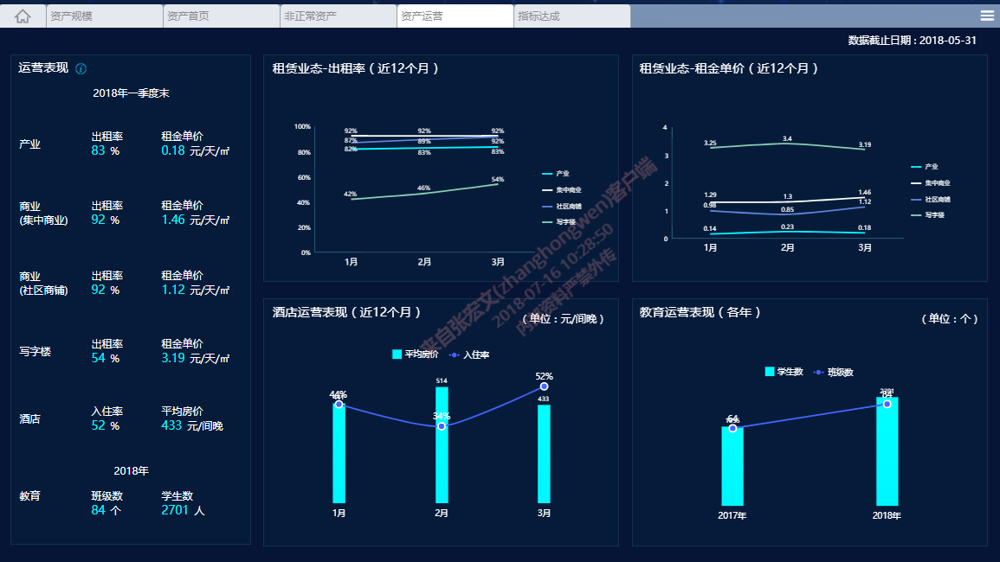 资产规模
资产首页
非正常资产
资产运营
指标达成
数据截止日期：2018-05-31
运营表现
2018年一季度末
产业
出租率
83 %
租金单价
0.18 元/天/㎡
商业
(集中商业)
出租率
92 %
租金单价
1.46 元/天/㎡
商业
(社区商铺)
出租率
92 %
租金单价
1.12 元/天/㎡
写字楼
出租率
54 %
租金单价
3.19 元/天/㎡
酒店
入住率
52 %
平均房价
433 元/间晚
2018年
教育
班级数
84 个
学生数
2701 人
租赁业态-出租率（近12个月）
100%
80%
60%
40%
20%
0%
92%
92%
92%
87%
89%
92%
82%
83%
83%
42%
46%
54%
1月
2月
3月
产业
集中商业
社区商铺
写字楼
租赁业态-租金单价（近12个月）
4
3
2
1
0
3.25
3.4
3.19
1.29
1.3
1.46
0.98
0.85
1.12
0.14
0.23
0.18
1月
2月
3月
产业
集中商业
社区商铺
写字楼
酒店运营表现（近12个月）
（单位：元/间晚）
平均房价
入住率
44%
514
34%
52%
433
1月
2月
3月
教育运营表现（各年）
（单位：个）
学生数
班级数
64
84
2017年
2018年
来自张宏文(zhanghongwen)客户端
2018-07-16 10:28:50
内部资料严禁外传